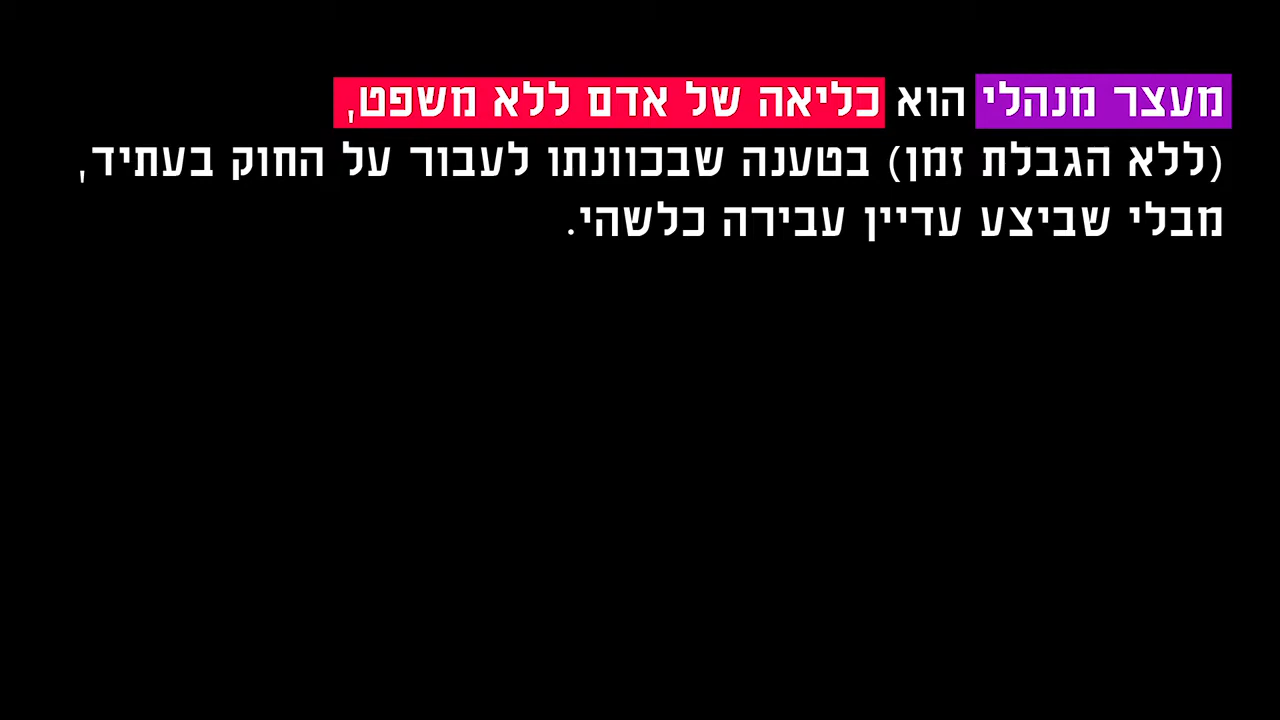 מעצר מנהלי הוא כליאה של אדם ללא משפט,
(ללא הגבלת זמן) בטענה שבכוונתו לעבור על החוק בעתיד,
מבלי שביצע עדיין עבירה כלשהי.